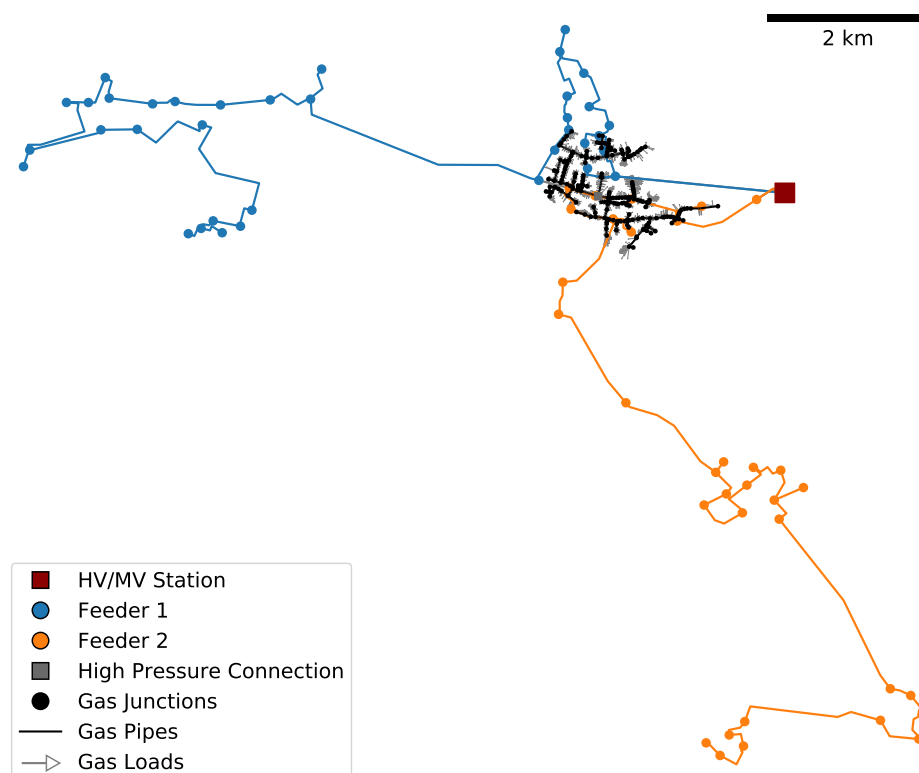 2 km
HV/MV Station
Feeder 1
Feeder 2
High Pressure Connection
Gas Junctions
Gas Pipes
Gas Loads